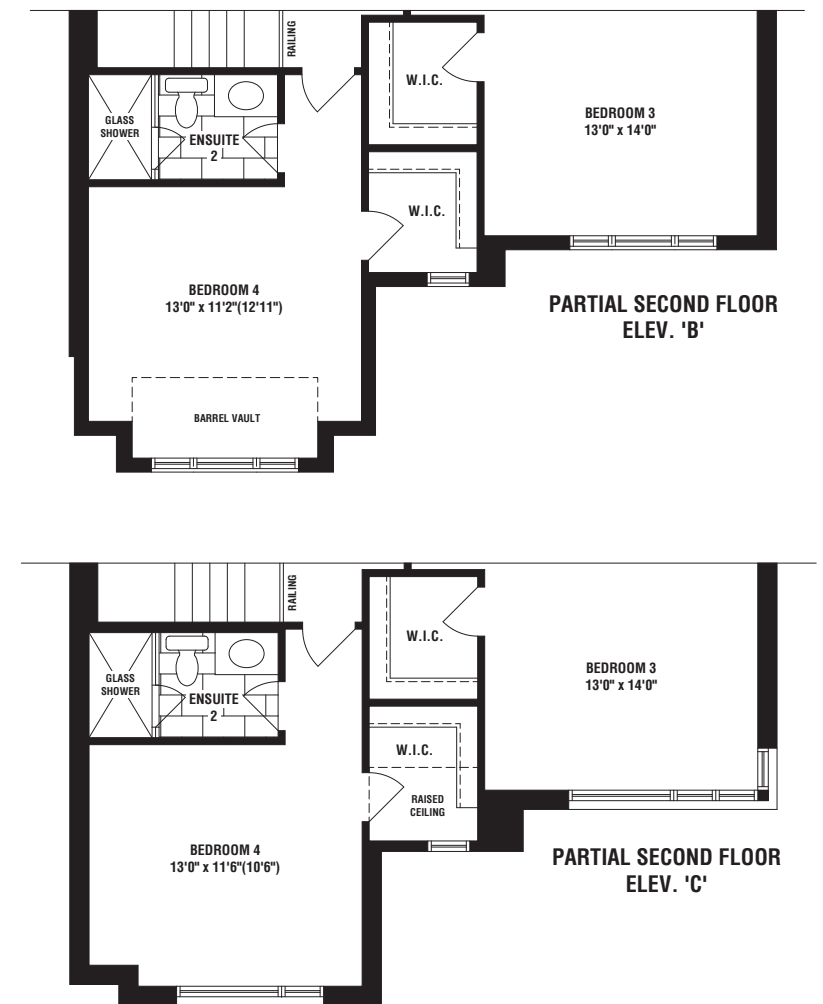 RAILING
W.I.C.
BEDROOM 3
13'0" x 14'0"
GLASS
SHOWER
ENSUITE
2
W.I.C.
BEDROOM 4
13'0" x 11'2"(12'11")
PARTIAL SECOND FLOOR
ELEV. 'B'
BARREL VAULT
RAILING
W.I.C.
BEDROOM 3
13'0" x 14'0"
GLASS
SHOWER
ENSUITE
2
W.I.C.
RAISED
CEILING
BEDROOM 4
13'0" x 11'6"(10'6")
PARTIAL SECOND FLOOR
ELEV. 'C'